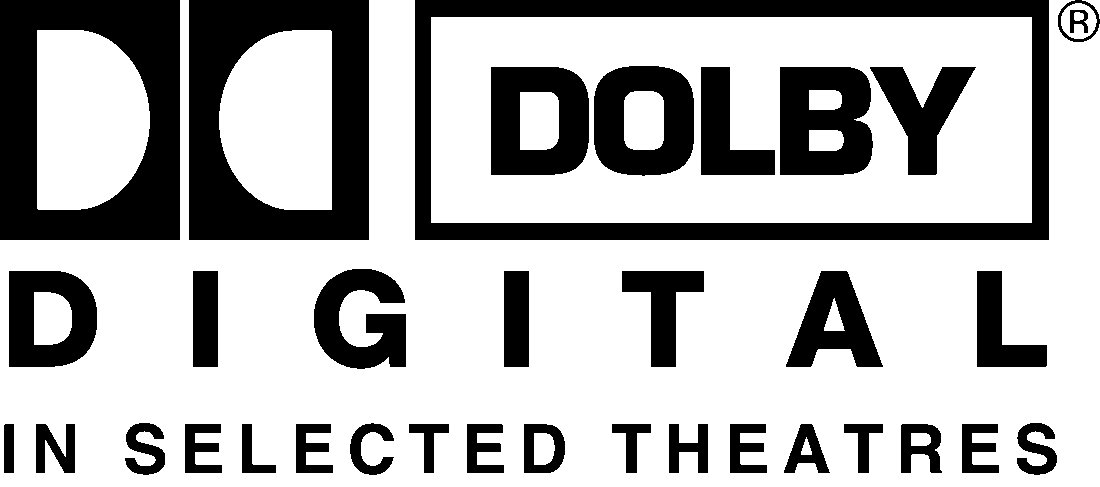 DOLBY®
DIGITAL
IN SELECTED THEATRES